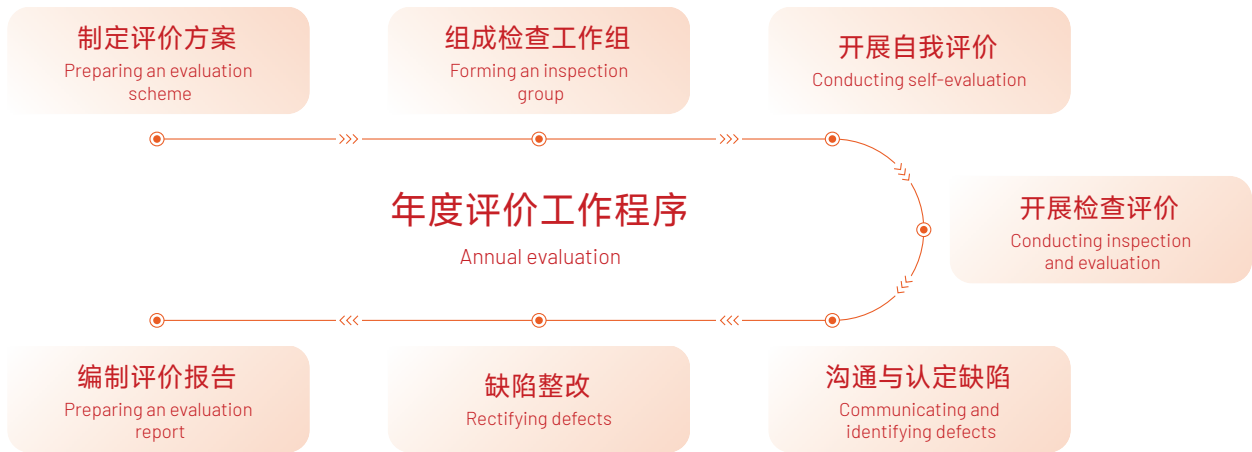 制定评价方案
Preparing an evaluation
scheme
组成检查工作组
Forming an inspection
group
开展自我评价
Conducting self-evaluation
年度评价工作程序
Annual evaluation
开展检查评价
Conducting inspection
and evaluation
编制评价报告
Preparing an evaluation
report
缺陷整改
Rectifying defects
沟通与认定缺陷
Communicating and
identifying defects